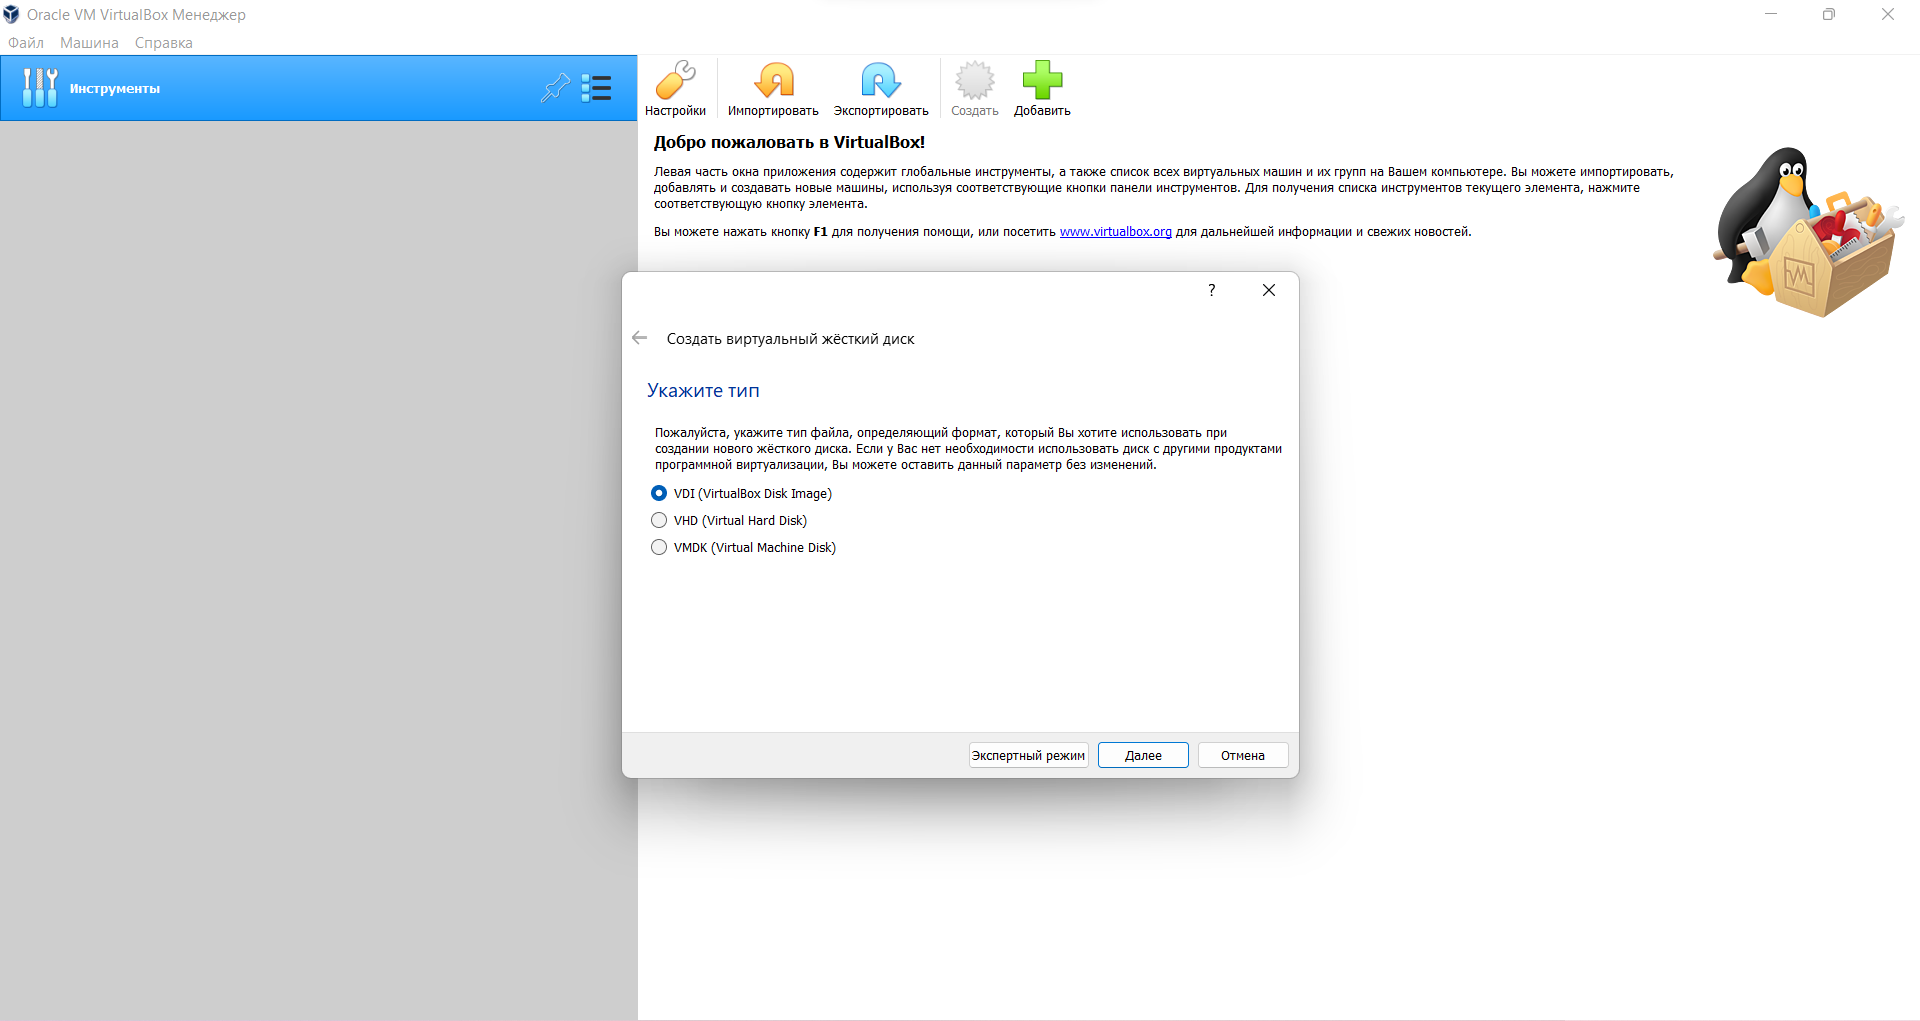 Oracle VM VirtualBox Менеджер
Файл Машина Справка
Инструменты
Настройки Импортировать Экспортировать Создать Добавить
Добро пожаловать в VirtualBox!
Левая часть окна приложения содержит глобальные инструменты, а также список всех виртуальных машин и их групп на Вашем компьютере. Вы можете импортировать,
добавлять и создавать новые машины, используя соответствующие кнопки панели инструментов. Для получения списка инструментов текущего элемента, нажмите
соответствующую кнопку элемента.
Вы можете нажать кнопку F1 для получения помощи, или посетить www.virtualbox.org для дальнейшей информации и свежих новостей.
?
Создать виртуальный жёсткий диск
Укажите тип
Пожалуйста, укажите тип файла, определяющий формат, который Вы хотите использовать при
создании нового жёсткого диска. Если у Вас нет необходимости использовать диск с другими продуктами
программной виртуализации, Вы можете оставить данный параметр без изменений.
VDI (VirtualBox Disk Image)
VHD (Virtual Hard Disk)
VMDK (Virtual Machine Disk)
Экспертный режим Далее Отмена